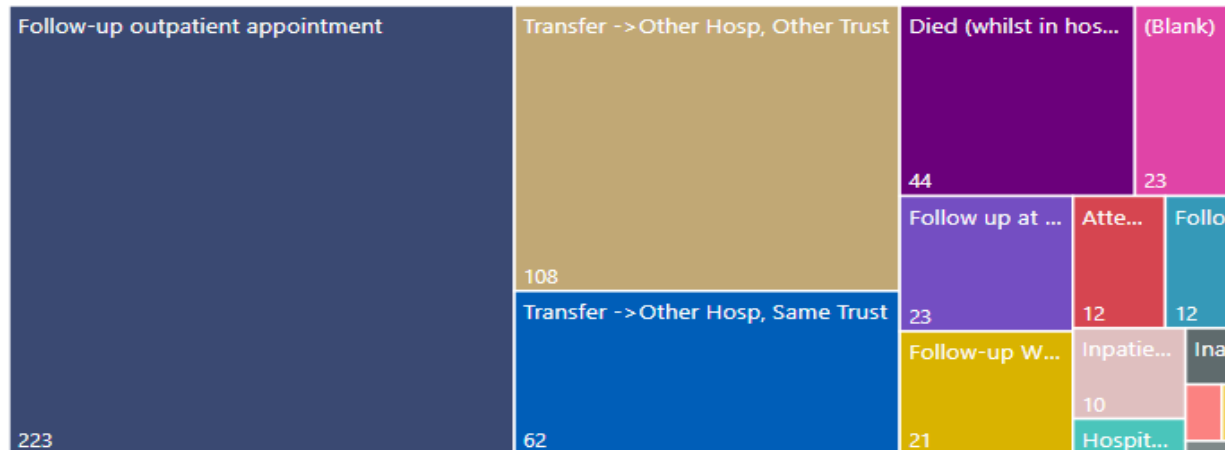 Follow-up outpatient appointment
223
Transfer ->Other Hosp, Other Trust
108
Transfer ->Other Hosp, Same Trust
62
Died (whilst in hos...
44
(Blank)
23
Follow up at ...
23
Atte...
12
Follo
12
Follow-up W...
21
Inpatie...
10
Ina
Hospit...